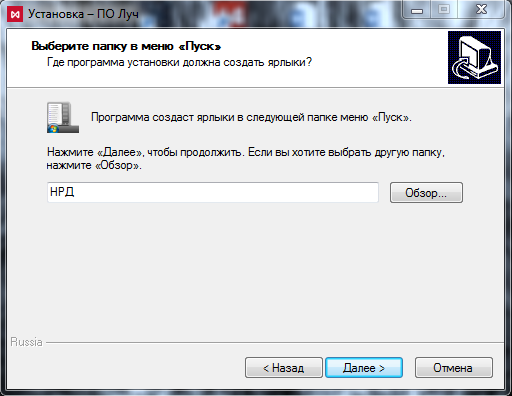 Установка – ПО Луч
Выберите папку в меню «Пуск»
Где программа установки должна создать ярлыки?
Программа создаст ярлыки в следующей папке меню «Пуск».
Нажмите «Далее», чтобы продолжить. Если вы хотите выбрать другую папку,
нажмите «Обзор».
НРД
Обзор...
Russia
< Назад
Далее >
Отмена